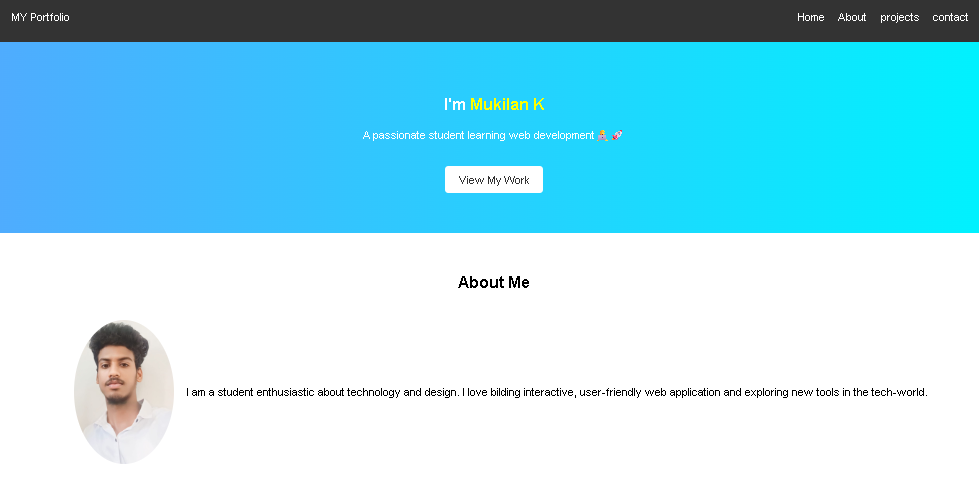 MY Portfolio
Home About projects contact
I'm Mukilan K
A passionate student learning web development
View My Work
About Me
I am a student enthusiastic about technology and design. I love bilding interactive, user-friendly web application and exploring new tools in the tech-world.